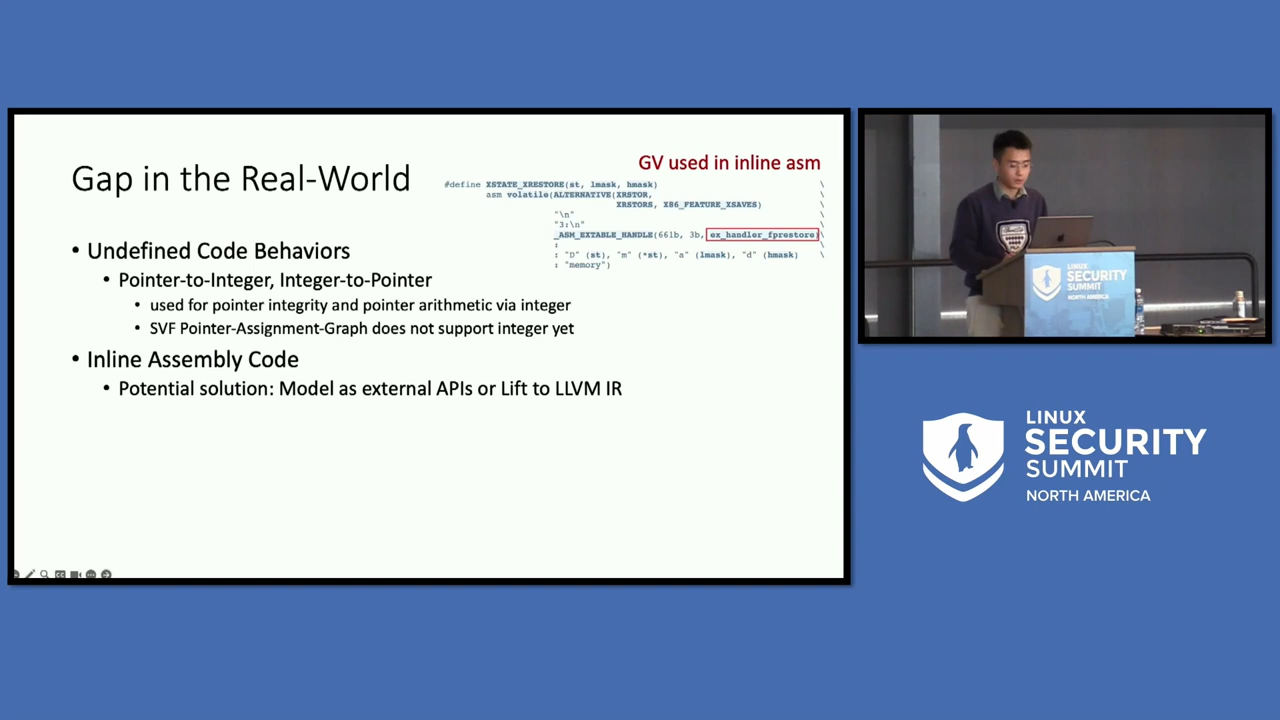 Gap in the Real-World
GV used in inline asm
#define XSTATE_XRESTORE(st, lmask, hmask) \
asm volatile(ALTERNATIVE(XRSTOR, \
XRSTORS, X86_FEATURE_XSAVES) \
"\n" \
"3:\n" \
_ASM_EXTABLE_HANDLE(661b, 3b, ex_handler_fprestore)\
: \
: "D" (st), "m" (*st), "a" (lmask), "d" (hmask) \
: "memory")
• Undefined Code Behaviors
• Pointer-to-Integer, Integer-to-Pointer
• used for pointer integrity and pointer arithmetic via integer
• SVF Pointer-Assignment-Graph does not support integer yet
• Inline Assembly Code
• Potential solution: Model as external APIs or Lift to LLVM IR
LINUX
SECURITY
SUMMIT
NORTH AMERICA
LINUX
SECURITY
SUMMIT
NORTH AMERICA